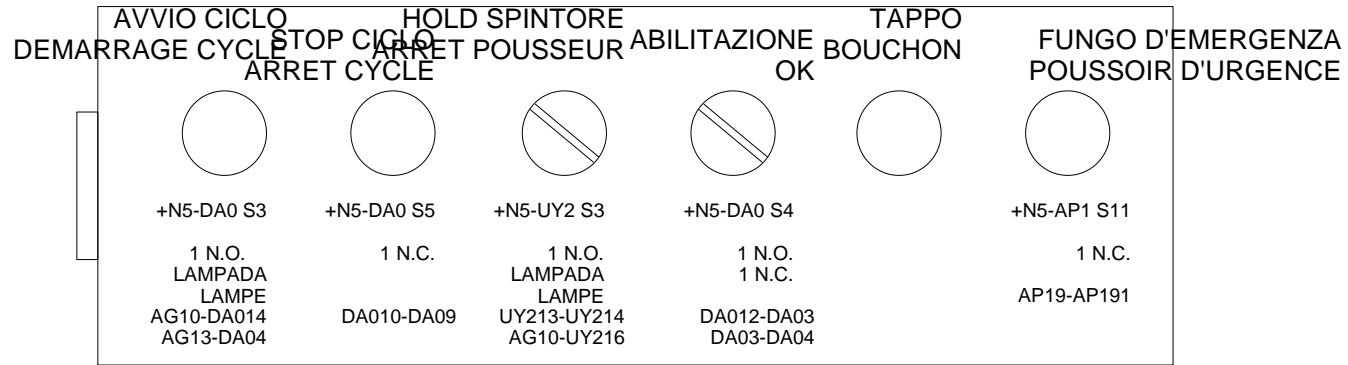 AVVIO CICLO
DEMARRAGE CYCLE
STOP CICLO
ARRET CYCLE
HOLD SPINTORE
ARRET POUSSEUR
ABILITAZIONE
OK
TAPPO
BOUCHON
FUNGO D'EMERGENZA
POUSSOIR D'URGENCE
+N5-DA0 S3
1 N.O.
LAMPADA
LAMPE
AG10-DA014
AG13-DA04
+N5-DA0 S5
1 N.C.
DA010-DA09
+N5-UY2 S3
1 N.O.
LAMPADA
LAMPE
UY213-UY214
AG10-UY216
+N5-DA0 S4
1 N.O.
1 N.C.
DA012-DA03
DA03-DA04
+N5-AP1 S11
1 N.C.
AP19-AP191